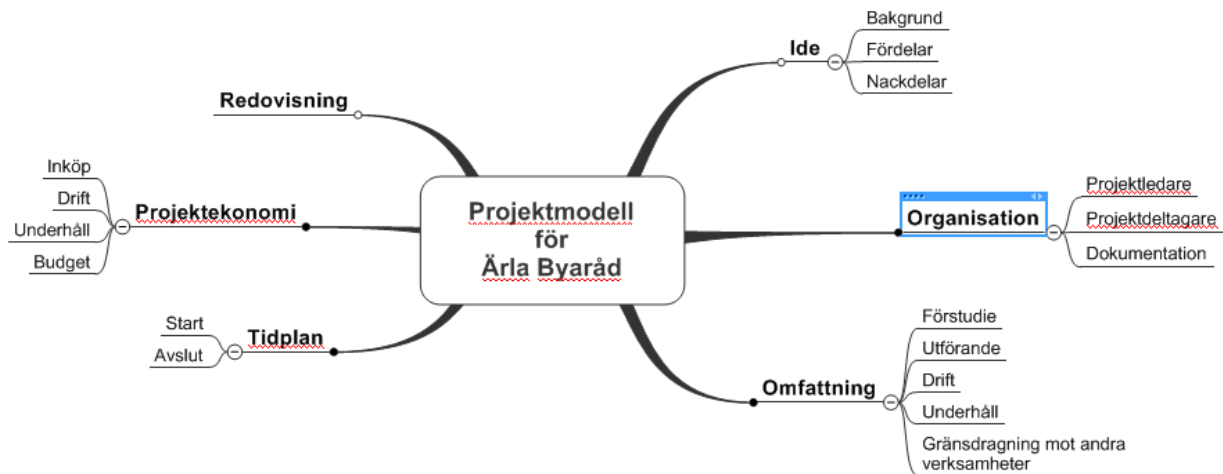 Projektmodell
för
Ärla Byaråd
Ide
Bakgrund
Fördelar
Nackdelar
Organisation
Projektledare
Projektdeltagare
Dokumentation
Omfattning
Förstudie
Utförande
Drift
Underhåll
Gränsdragning mot andra
verksamheter
Tidplan
Start
Avslut
Projektekonomi
Inköp
Drift
Underhåll
Budget
Redovisning